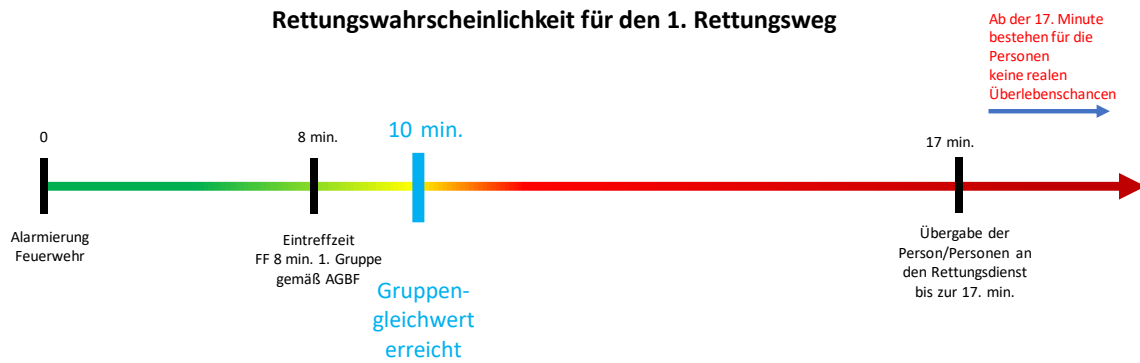 Rettungswahrscheinlichkeit für den 1. Rettungsweg
Ab der 17. Minute
bestehen für die
Personen
keine realen
Überlebenschancen
0
8 min.
10 min.
17 min.
Alarmierung
Feuerwehr
Eintreffzeit
FF 8 min. 1. Gruppe
gemäß AGBF
Gruppen-
gleichwert
erreicht
Übergabe der
Person/Personen an
den Rettungsdienst
bis zur 17. min.